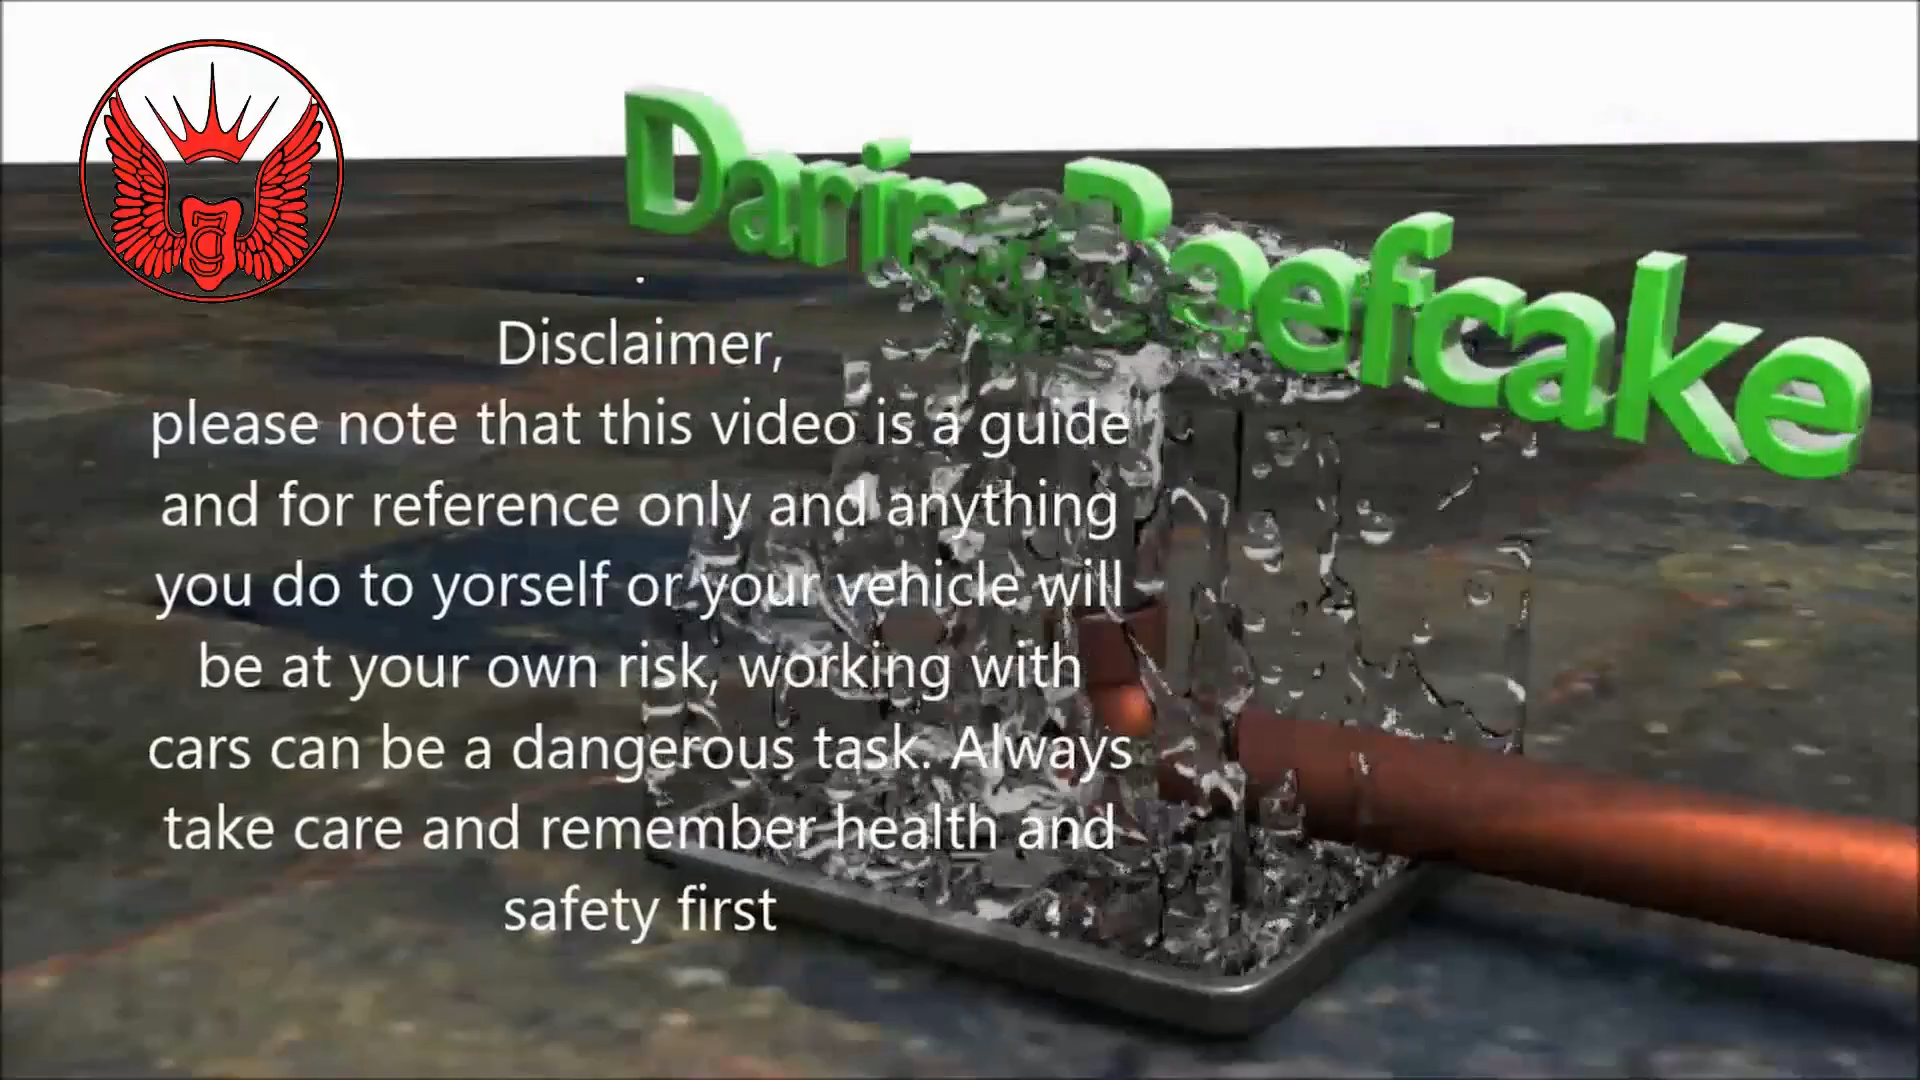 Daring Beefcake
.
Disclaimer,
please note that this video is a guide
and for reference only and anything
you do to yorself or your vehicle will
be at your own risk, working with
cars can be a dangerous task. Always
take care and remember health and
safety first